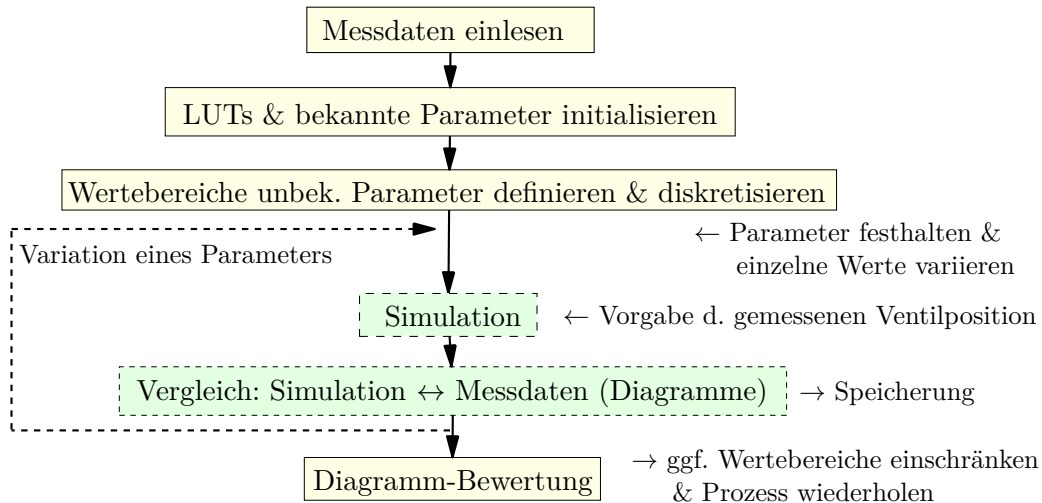 Messdaten einlesen
LUTs & bekannte Parameter initialisieren
Wertebereiche unbek. Parameter definieren & diskretisieren
Variation eines Parameters
← Parameter festhalten &
einzelne Werte variieren
Simulation
← Vorgabe d. gemessenen Ventilposition
Vergleich: Simulation ↔ Messdaten (Diagramme)
→ Speicherung
Diagramm-Bewertung
→ ggf. Wertebereiche einschränken
& Prozess wiederholen